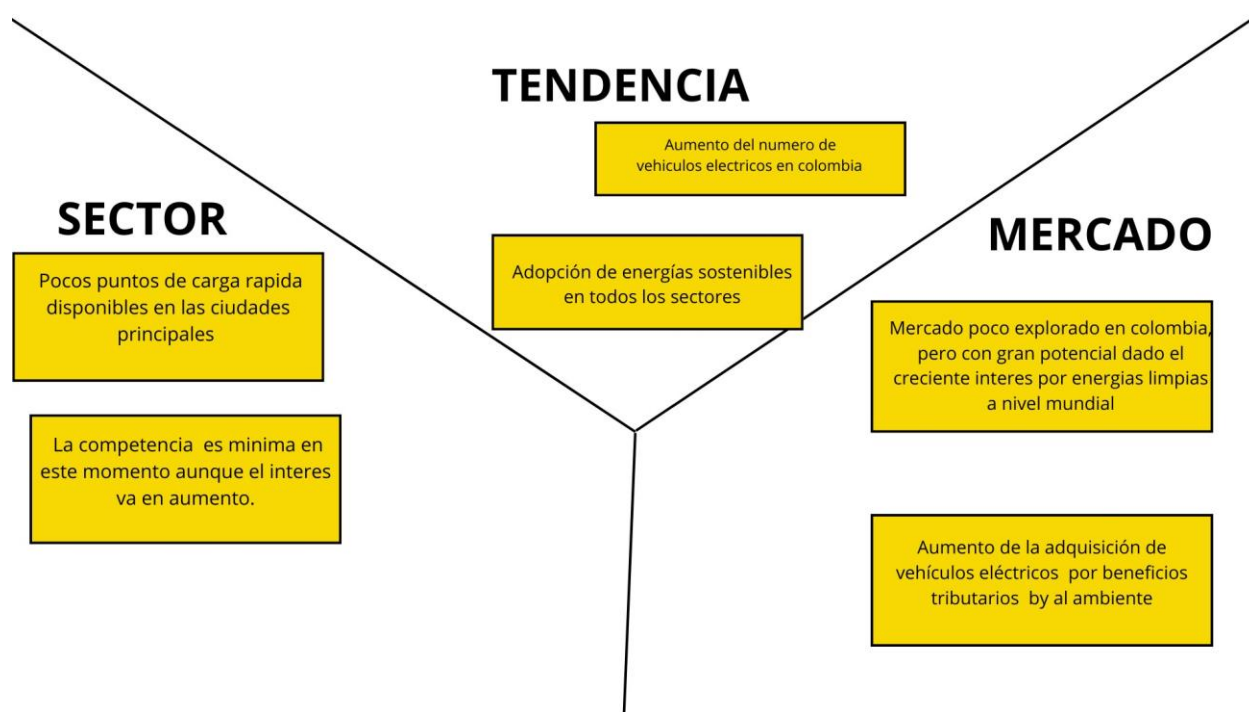 TENDENCIA
Aumento del numero de
vehiculos electricos en colombia
Adopción de energías sostenibles
en todos los sectores
SECTOR
Pocos puntos de carga rapida
disponibles en las ciudades
principales
La competencia es minima en
este momento aunque el interes
va en aumento.
MERCADO
Mercado poco explorado en colombia,
pero con gran potencial dado el
creciente interes por energias limpias
a nivel mundial
Aumento de la adquisición de
vehículos eléctricos por beneficios
tributarios by al ambiente